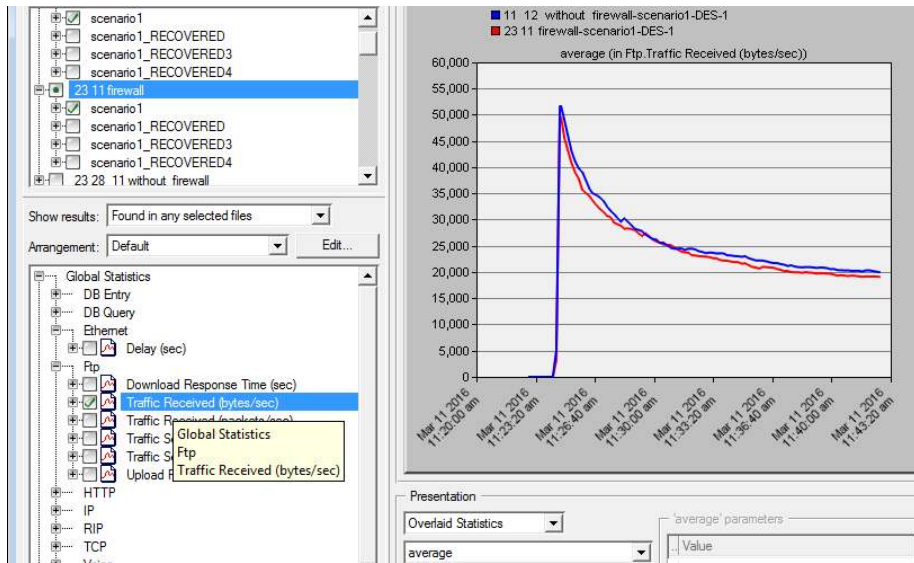 scenario1
scenario1_RECOVERED
scenario1_RECOVERED3
scenario1_RECOVERED4
23 11 firewall
scenario1
scenario1_RECOVERED
scenario1_RECOVERED3
scenario1_RECOVERED4
23 28 11 without firewall
Show results: Found in any selected files
Arrangement: Default Edit...
Global Statistics
DB Entry
DB Query
Ethernet
Delay (sec)
Ftp
Download Response Time (sec)
Traffic Received (bytes/sec)
Traffic Received (packets/sec)
Traffic S
Traffic S
Upload
HTTP
IP
RIP
TCP
Global Statistics
Ftp
Traffic Received (bytes/sec)
11 12 without firewall-scenario1-DES-1
23 11 firewall-scenario1-DES-1
average (in Ftp.Traffic Received (bytes/sec))
60,000
55,000
50,000
45,000
40,000
35,000
30,000
25,000
20,000
15,000
10,000
5,000
0
Mar 11 2016 11:20:00 am
Mar 11 2016 11:23:20 am
Mar 11 2016 11:26:40 am
Mar 11 2016 11:30:00 am
Mar 11 2016 11:33:20 am
Mar 11 2016 11:36:40 am
Mar 11 2016 11:40:00 am
Mar 11 2016 11:43:20 am
Presentation
Overlaid Statistics
average
'average' parameters
.. Value